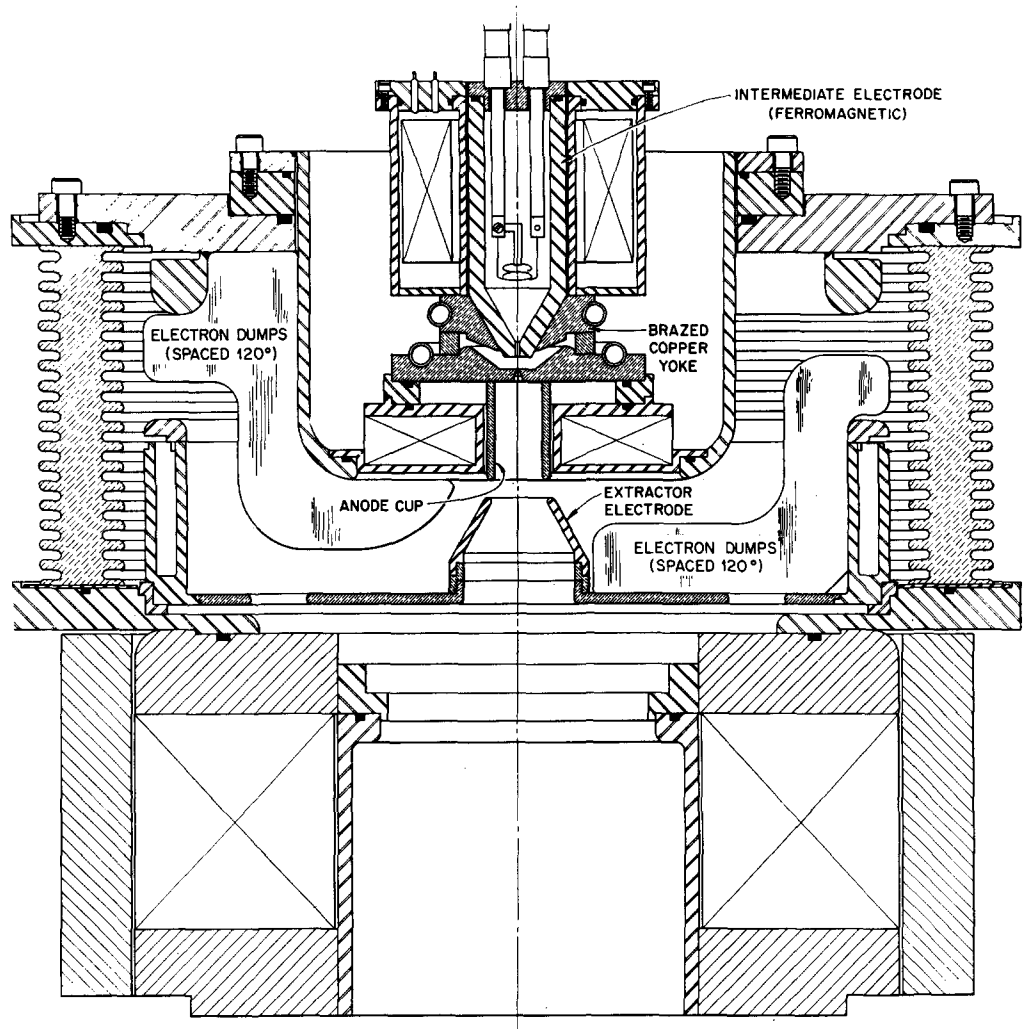 INTERMEDIATE ELECTRODE
(FERROMAGNETIC)
ELECTRON DUMPS
(SPACED 120°)
BRAZED
COPPER
YOKE
ANODE CUP
EXTRACTOR
ELECTRODE
ELECTRON DUMPS
(SPACED 120°)